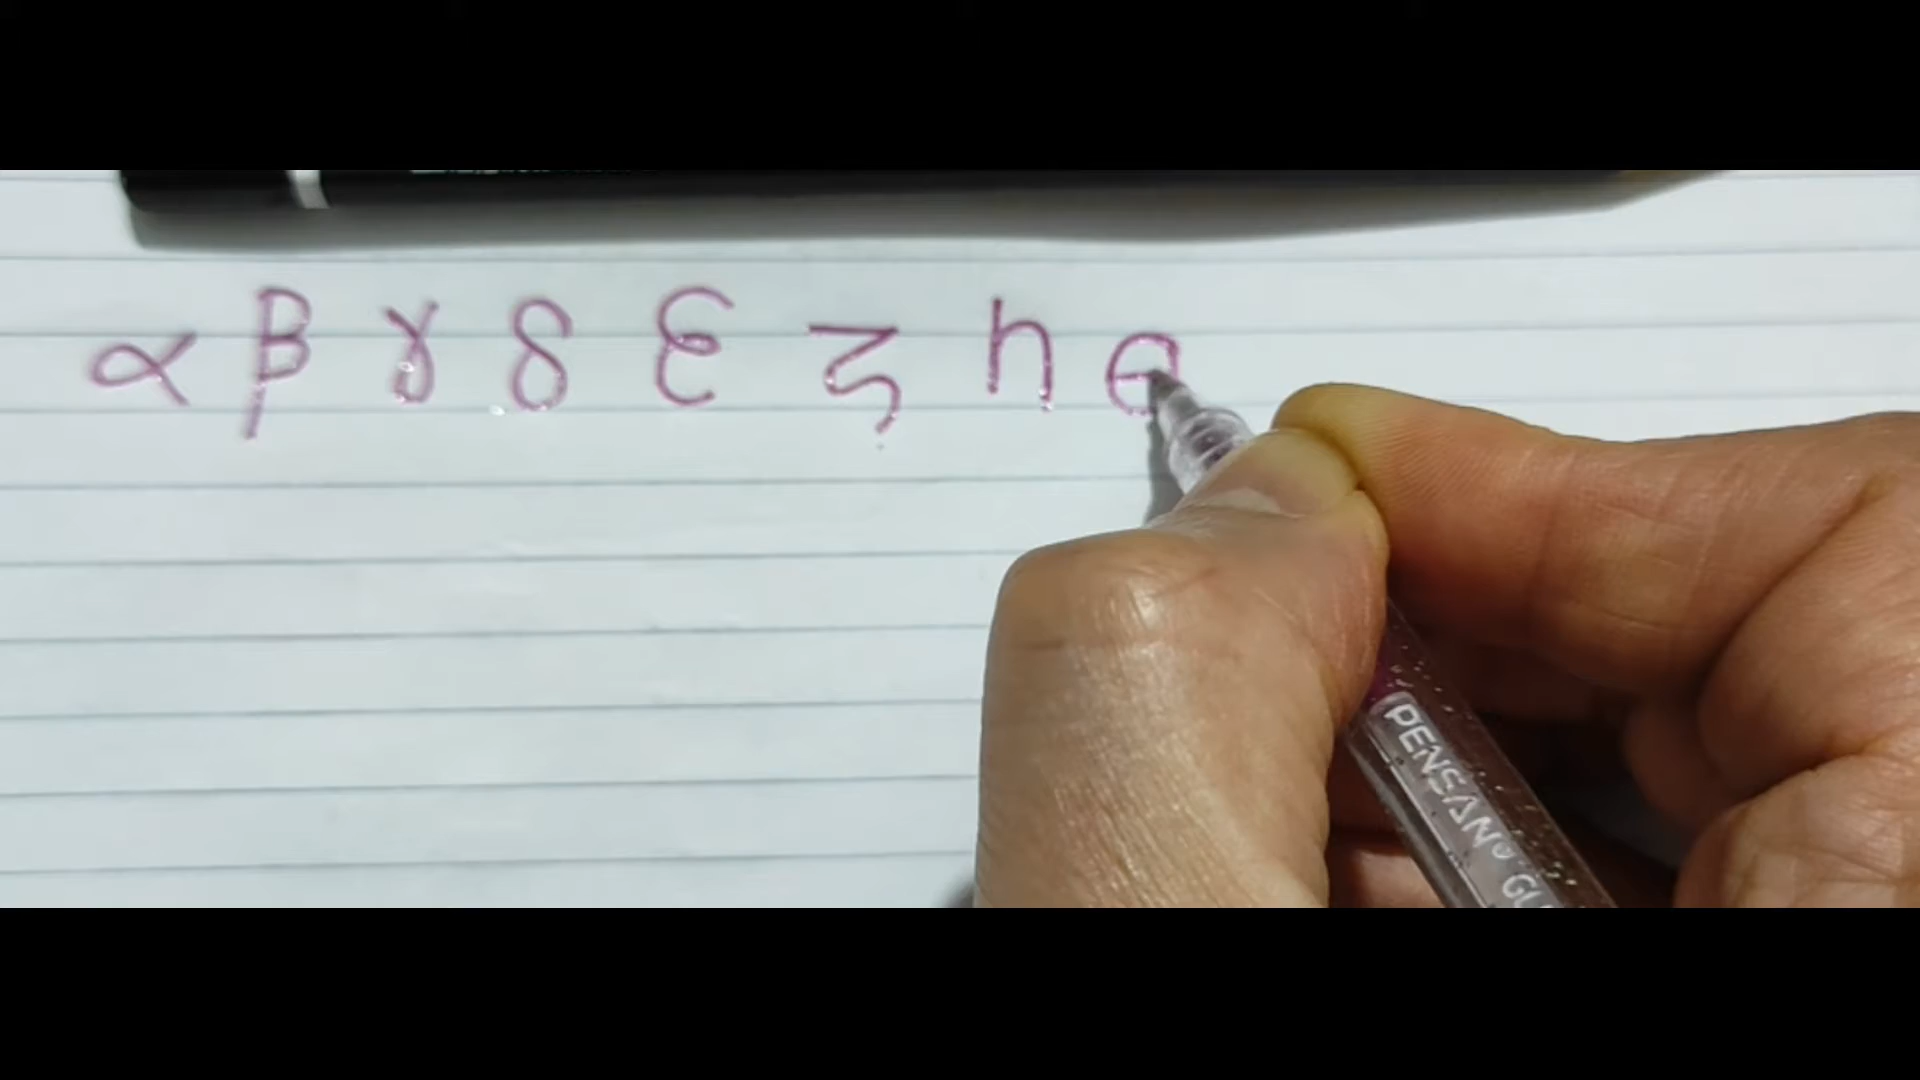 α β γ δ ε ζ η θ
PENSAN